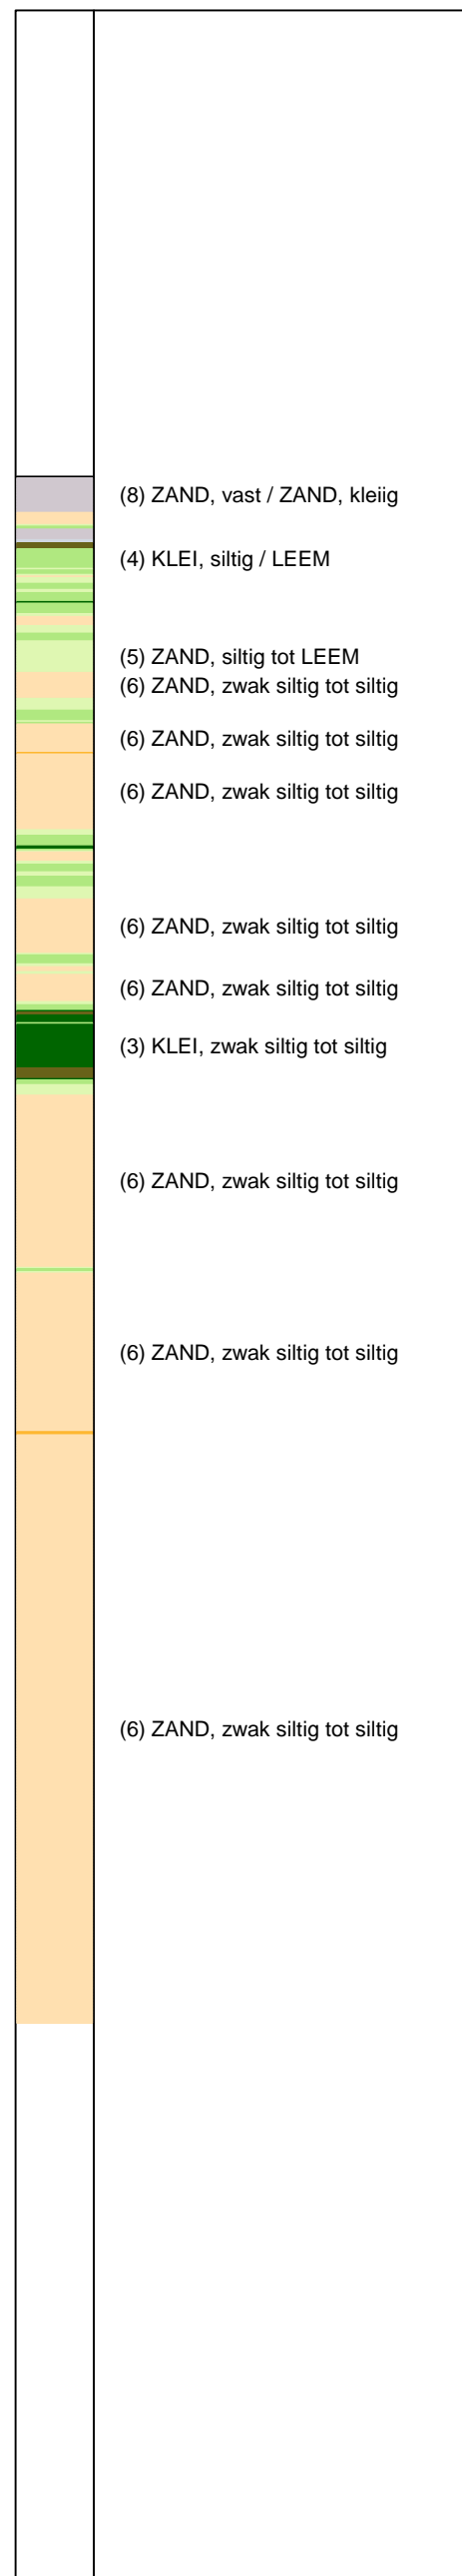 (8) ZAND, vast / ZAND, kleiig
(4) KLEI, siltig / LEEM
(5) ZAND, siltig tot LEEM
(6) ZAND, zwak siltig tot siltig
(6) ZAND, zwak siltig tot siltig
(6) ZAND, zwak siltig tot siltig
(6) ZAND, zwak siltig tot siltig
(6) ZAND, zwak siltig tot siltig
(3) KLEI, zwak siltig tot siltig
(6) ZAND, zwak siltig tot siltig
(6) ZAND, zwak siltig tot siltig
(6) ZAND, zwak siltig tot siltig